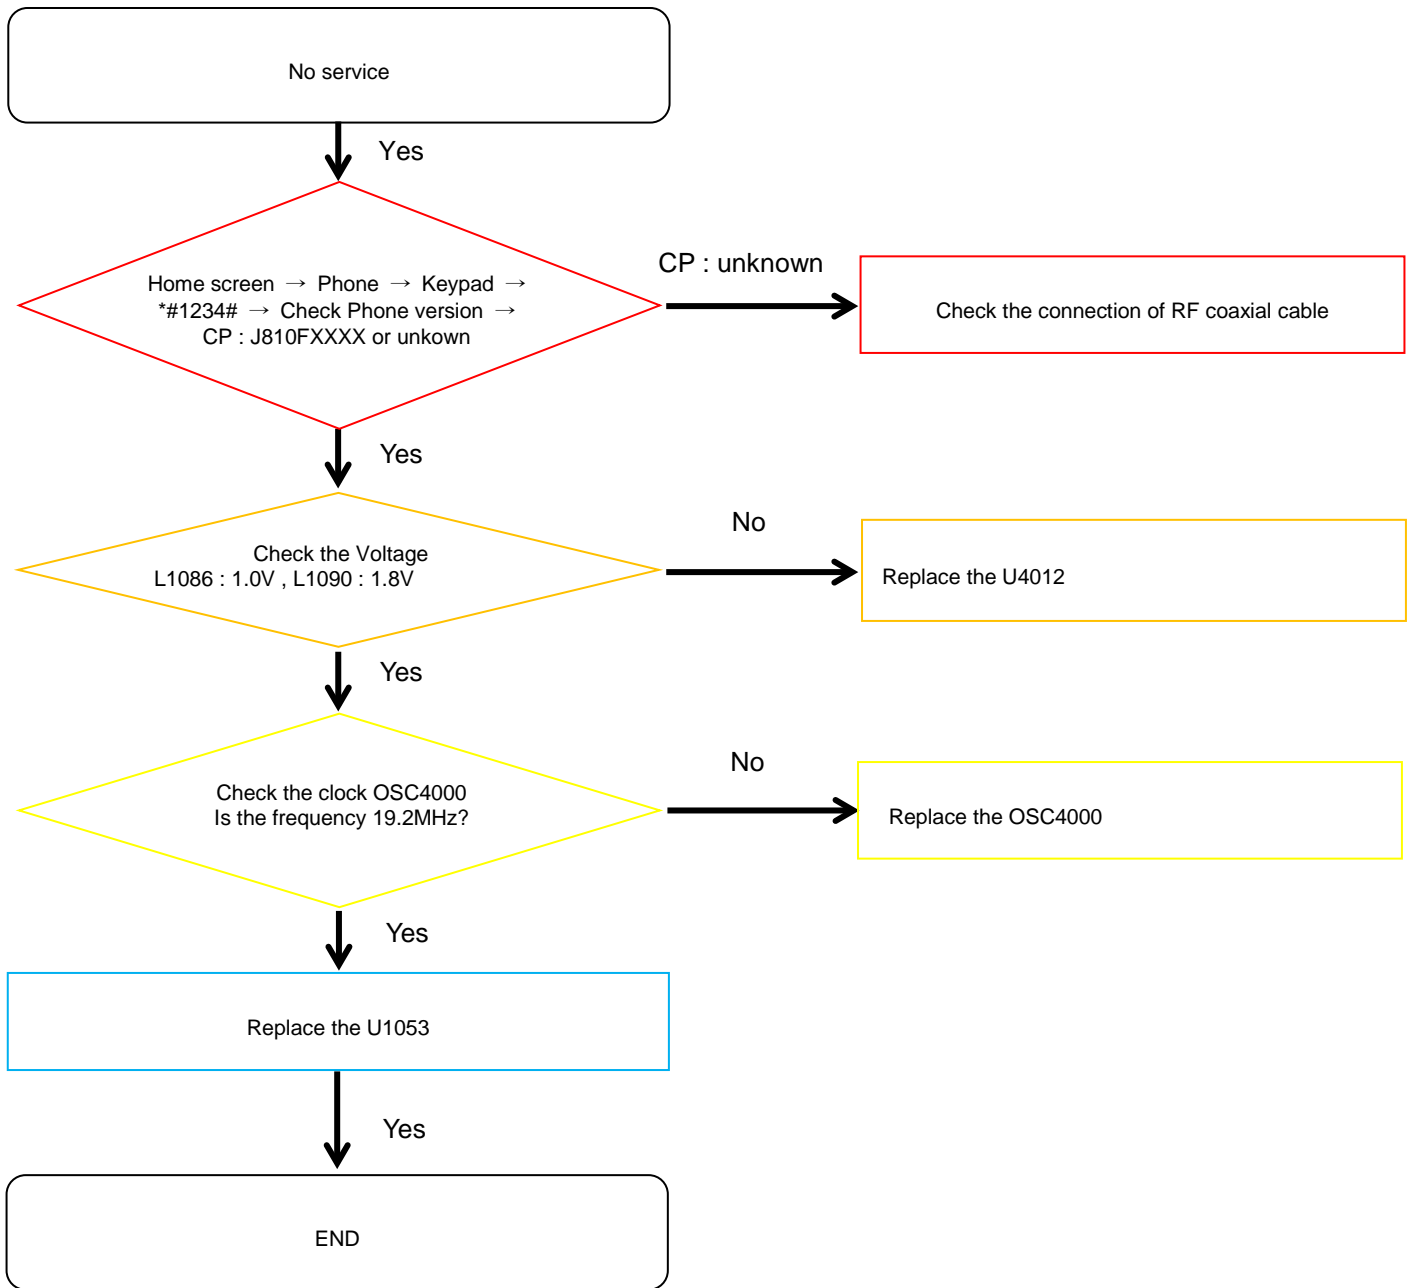 No service
Yes
Home screen → Phone → Keypad →
*#1234# → Check Phone version →
CP : J810FXXXX or unkown
CP : unknown
Check the connection of RF coaxial cable
Yes
Check the Voltage
L1086 : 1.0V , L1090 : 1.8V
No
Replace the U4012
Yes
Check the clock OSC4000
Is the frequency 19.2MHz?
No
Replace the OSC4000
Yes
Replace the U1053
Yes
END